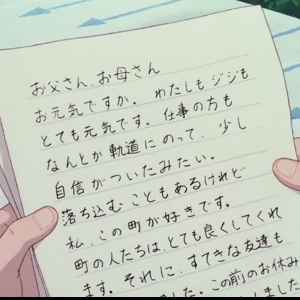 お父さん、お母さん
お元気ですか。わたしもジジも
とても元気です。仕事の方も
なんとか軌道にのって、少し
自信がついたみたい。
落ち込むこともあるけれど
私、この町が好きです。
町の人たちは、とても良くしてくれ
ます。それに、すてきな友達も
ました。この前のお休み
しました